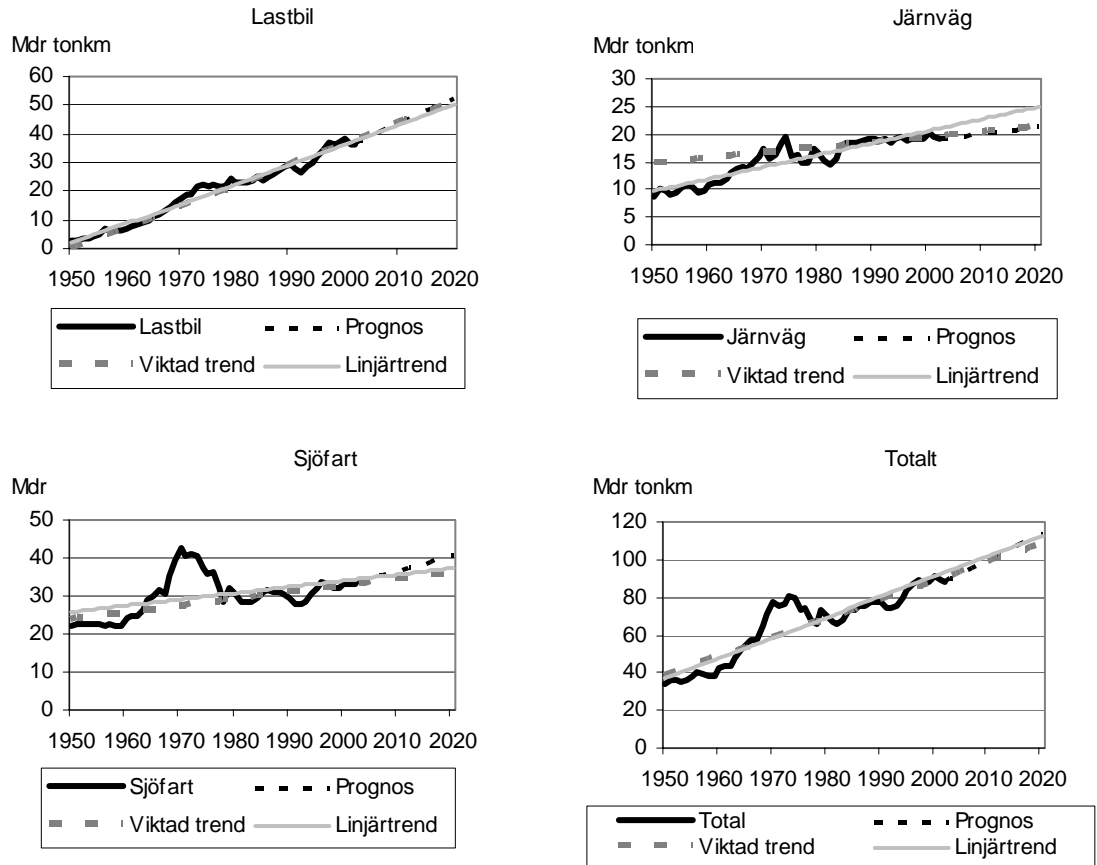 Lastbil
Mdr tonkm
60
50
40
30
20
10
0
1950 1960 1970 1980 1990 2000 2010 2020
Lastbil Prognos
Viktad trend Linjärtrend
Järnväg
Mdr tonkm
30
25
20
15
10
5
0
1950 1960 1970 1980 1990 2000 2010 2020
Järnväg Prognos
Viktad trend Linjärtrend
Sjöfart
Mdr
50
40
30
20
10
0
1950 1960 1970 1980 1990 2000 2010 2020
Sjöfart Prognos
Viktad trend Linjärtrend
Totalt
Mdr tonkm
120
100
80
60
40
20
0
1950 1960 1970 1980 1990 2000 2010 2020
Total Prognos
Viktad trend Linjärtrend